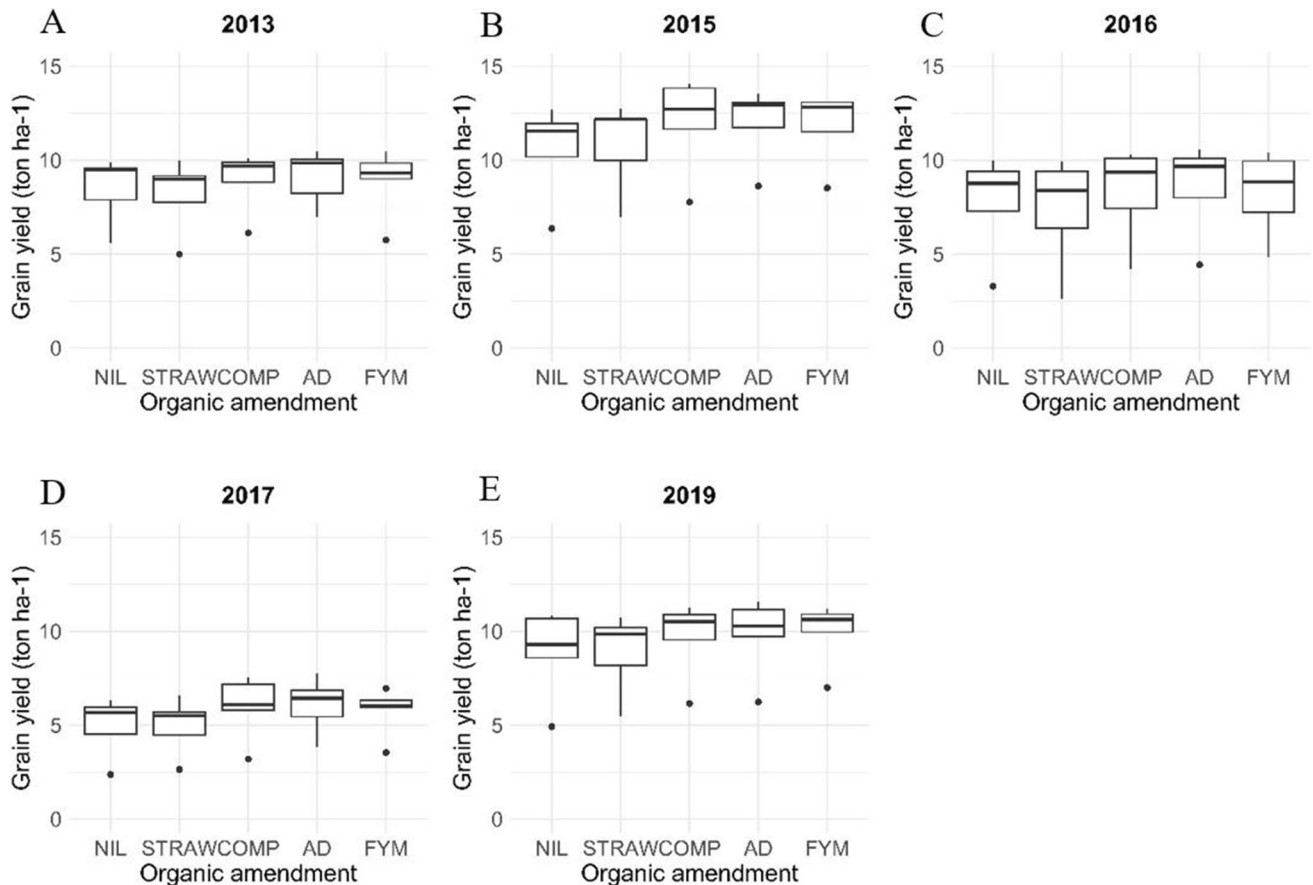 A
2013
Grain yield (ton ha-1)
15
10
5
0
NIL STRAWCOMP AD FYM
Organic amendment
B
2015
Grain yield (ton ha-1)
15
10
5
0
NIL STRAWCOMP AD FYM
Organic amendment
C
2016
Grain yield (ton ha-1)
15
10
5
0
NIL STRAWCOMP AD FYM
Organic amendment
D
2017
Grain yield (ton ha-1)
15
10
5
0
NIL STRAWCOMP AD FYM
Organic amendment
E
2019
Grain yield (ton ha-1)
15
10
5
0
NIL STRAWCOMP AD FYM
Organic amendment